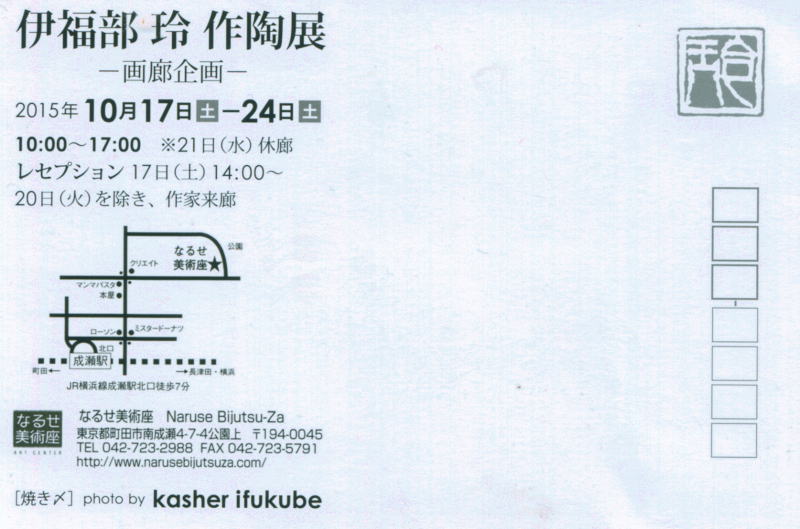 伊福部 玲 作陶展
－画廊企画－
2015年 10月17日土－24日土
10:00～17:00　※21日（水）休廊
レセプション 17日（土）14:00～
20日（火）を除き、作家来廊
公園
なるせ
美術座★
クリエイト
マンマパスタ
本屋
ローソン
ミスタードーナツ
北口
成瀬駅
町田←
→長津田・横浜
JR横浜線成瀬駅北口徒歩7分
なるせ
美術座
ART CENTER
なるせ美術座　Naruse Bijutsu-Za
東京都町田市南成瀬4-7-4公園上　〒194-0045
TEL 042-723-2988 FAX 042-723-5791
http://www.narusebijutsuza.com/
［焼き〆］ photo by kasher ifukube
玲